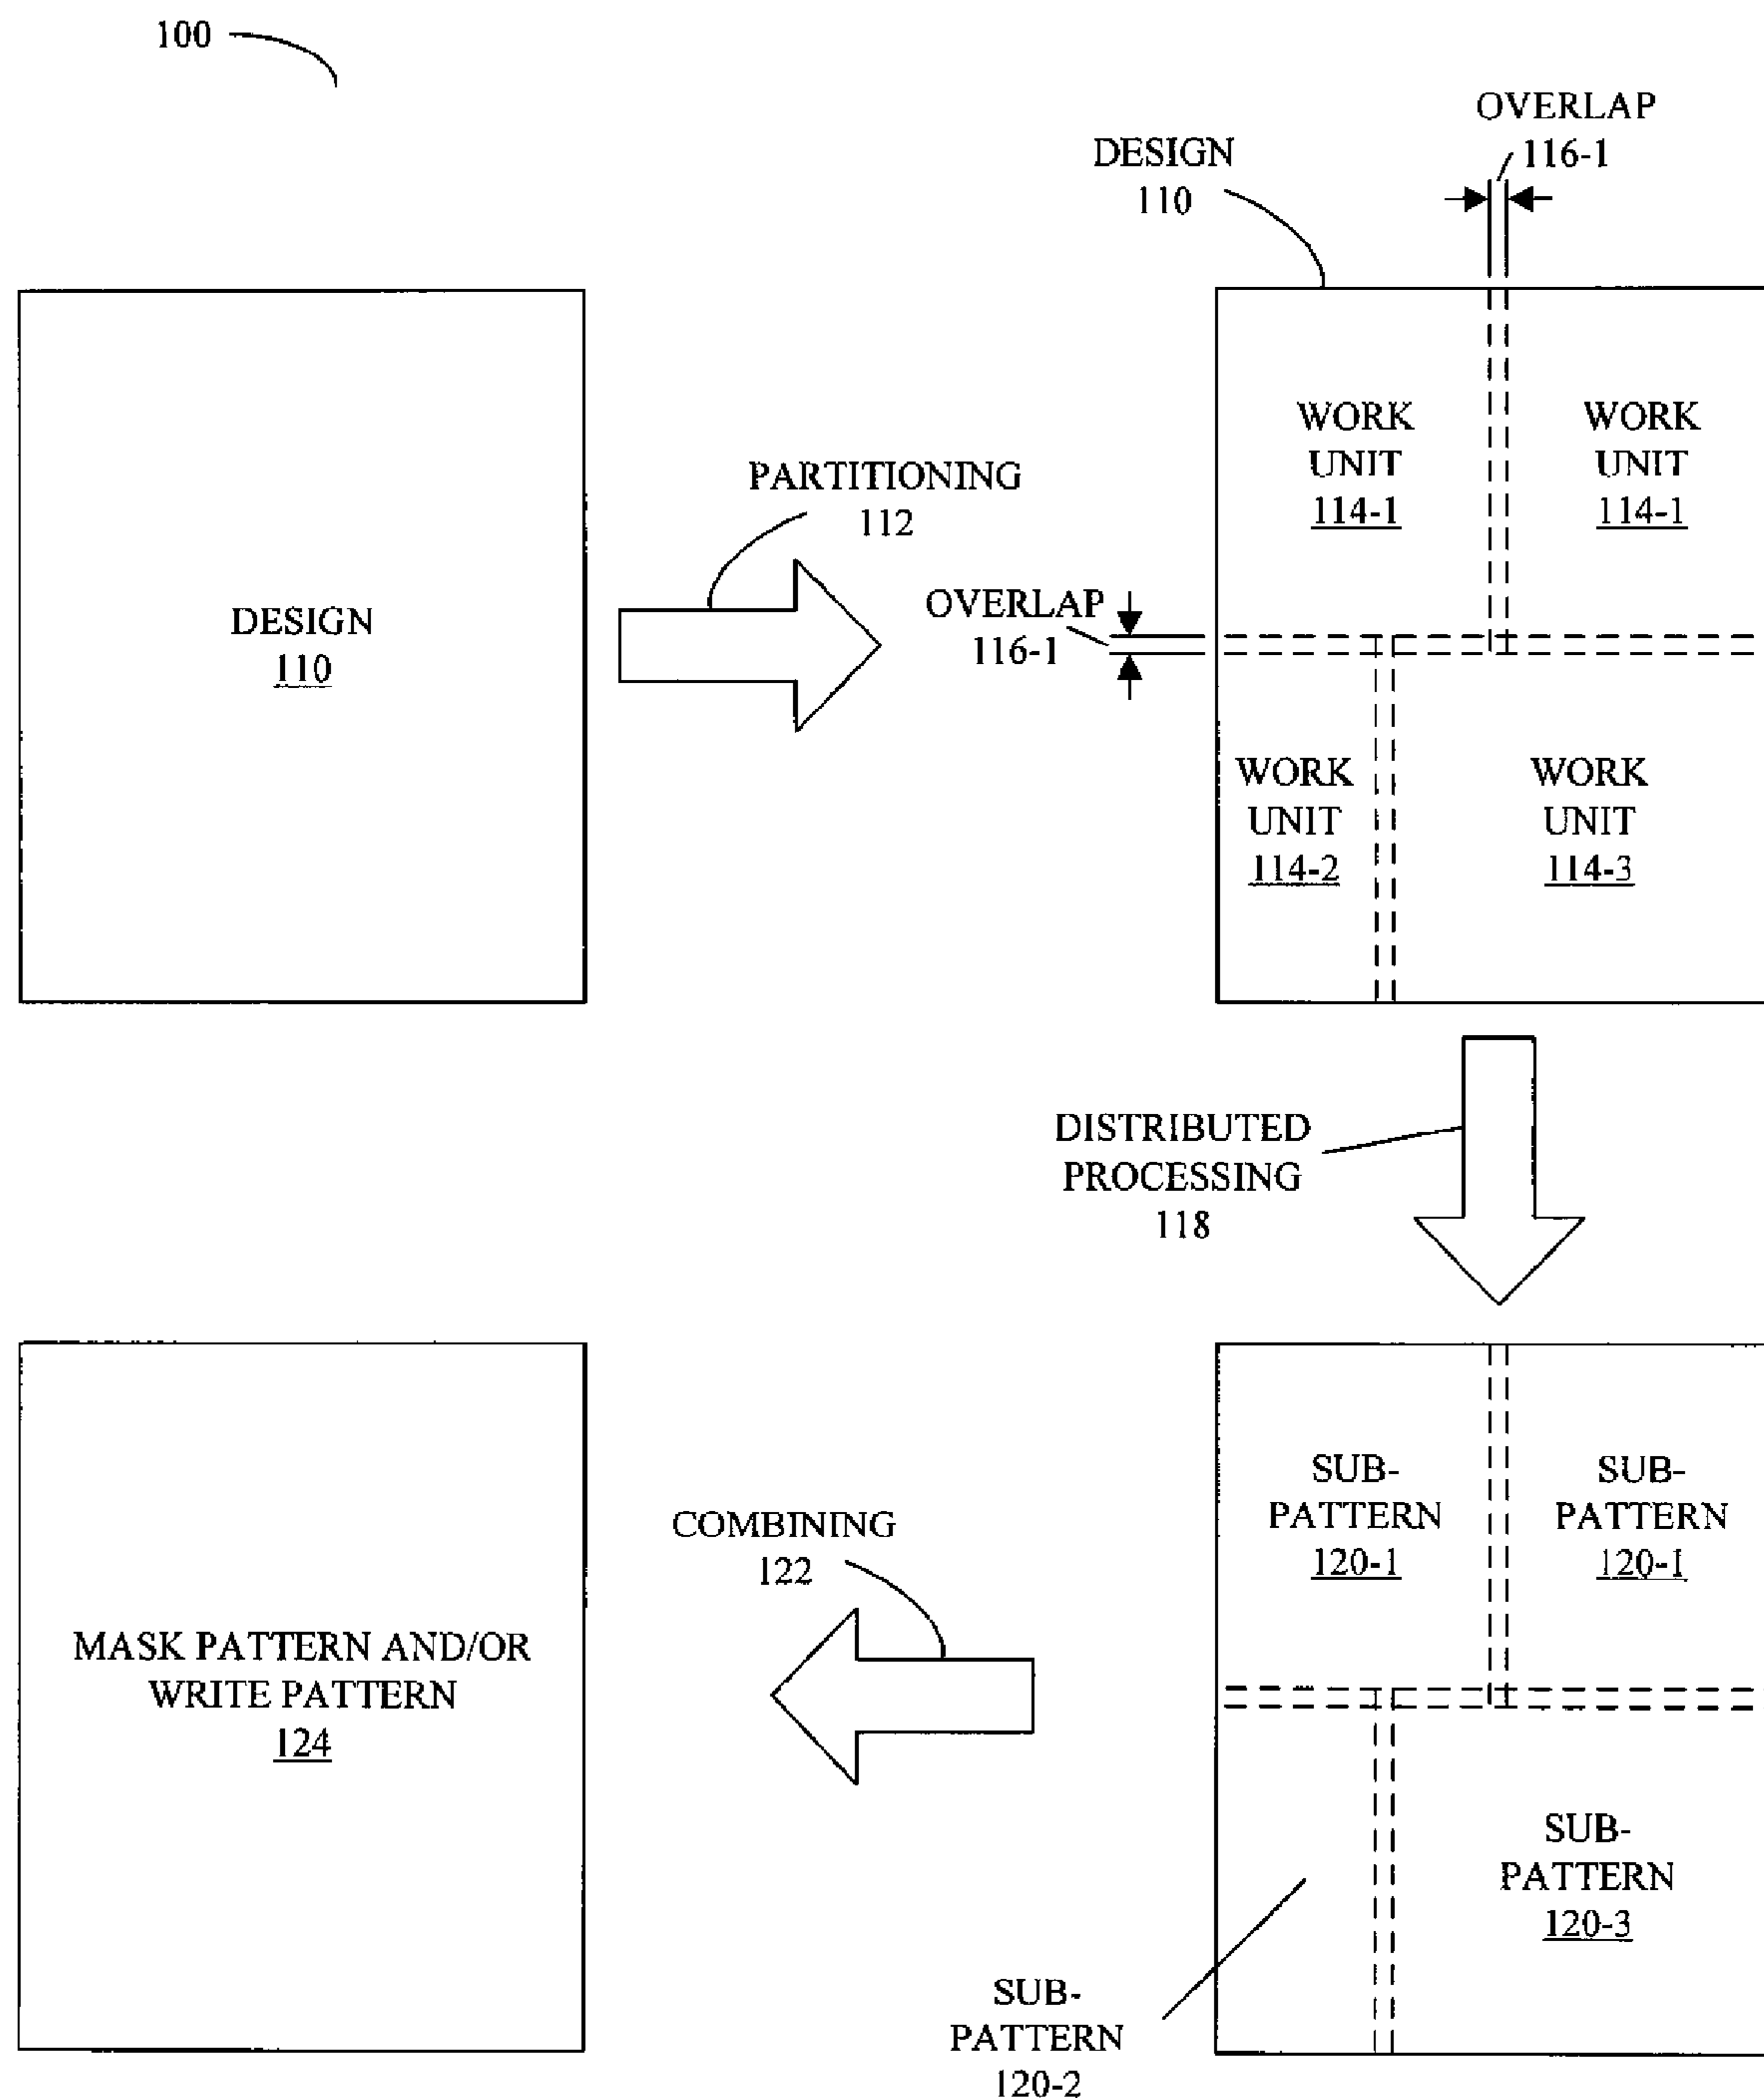 100
OVERLAP
116-1
DESIGN
110
DESIGN
110
PARTITIONING
112
OVERLAP
116-1
WORK
UNIT
114-1
WORK
UNIT
114-1
WORK
UNIT
114-2
WORK
UNIT
114-3
DISTRIBUTED
PROCESSING
118
SUB-
PATTERN
120-1
SUB-
PATTERN
120-1
SUB-
PATTERN
120-2
SUB-
PATTERN
120-3
COMBINING
122
MASK PATTERN AND/OR
WRITE PATTERN
124